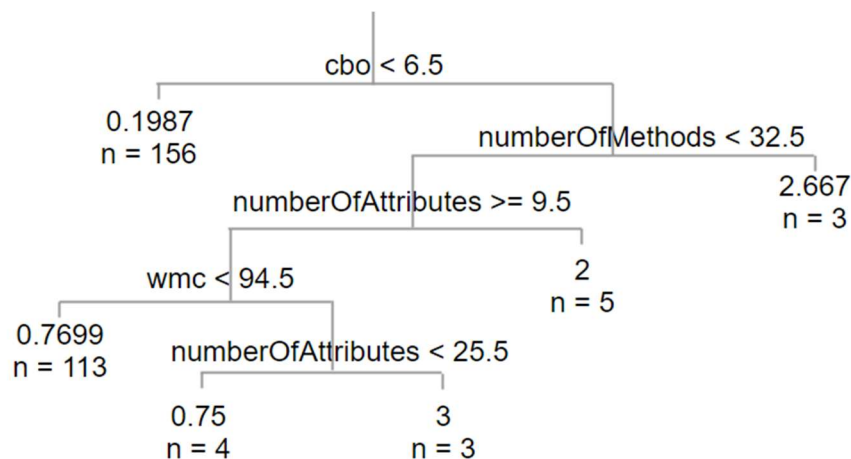 cbo < 6.5
0.1987
n = 156
numberOfMethods < 32.5
2.667
n = 3
numberOfAttributes >= 9.5
2
n = 5
wmc < 94.5
0.7699
n = 113
numberOfAttributes < 25.5
0.75
n = 4
3
n = 3